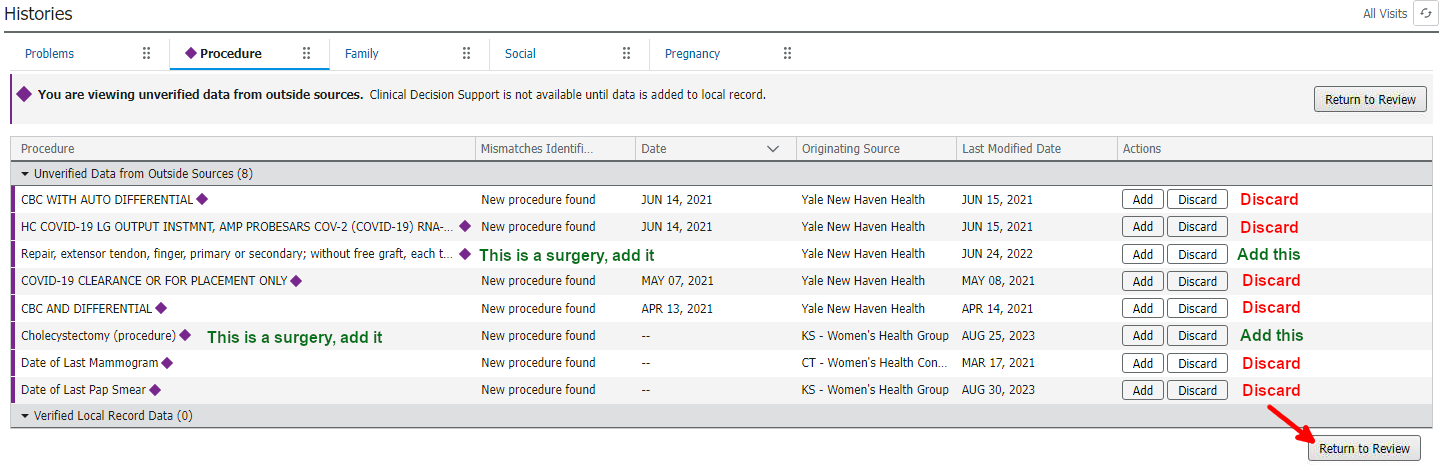 Histories
All Visits
Problems
Procedure
Family
Social
Pregnancy
You are viewing unverified data from outside sources. Clinical Decision Support is not available until data is added to local record.
Return to Review
Procedure Mismatches Identifi... Date Originating Source Last Modified Date Actions
Unverified Data from Outside Sources (8)
CBC WITH AUTO DIFFERENTIAL New procedure found JUN 14, 2021 Yale New Haven Health JUN 15, 2021 Add Discard Discard
HC COVID-19 LG OUTPUT INSTMNT, AMP PROBESARS COV-2 (COVID-19) RNA-... New procedure found JUN 14, 2021 Yale New Haven Health JUN 15, 2021 Add Discard Discard
Repair, extensor tendon, finger, primary or secondary; without free graft, each t... This is a surgery, add it Yale New Haven Health JUN 24, 2022 Add Discard Add this
COVID-19 CLEARANCE OR FOR PLACEMENT ONLY New procedure found MAY 07, 2021 Yale New Haven Health MAY 08, 2021 Add Discard Discard
CBC AND DIFFERENTIAL New procedure found APR 13, 2021 Yale New Haven Health APR 14, 2021 Add Discard Discard
Cholecystectomy (procedure) This is a surgery, add it New procedure found -- KS - Women's Health Group AUG 25, 2023 Add Discard Add this
Date of Last Mammogram New procedure found -- CT - Women's Health Con... MAR 17, 2021 Add Discard Discard
Date of Last Pap Smear New procedure found -- KS - Women's Health Group AUG 30, 2023 Add Discard Discard
Verified Local Record Data (0)
Return to Review